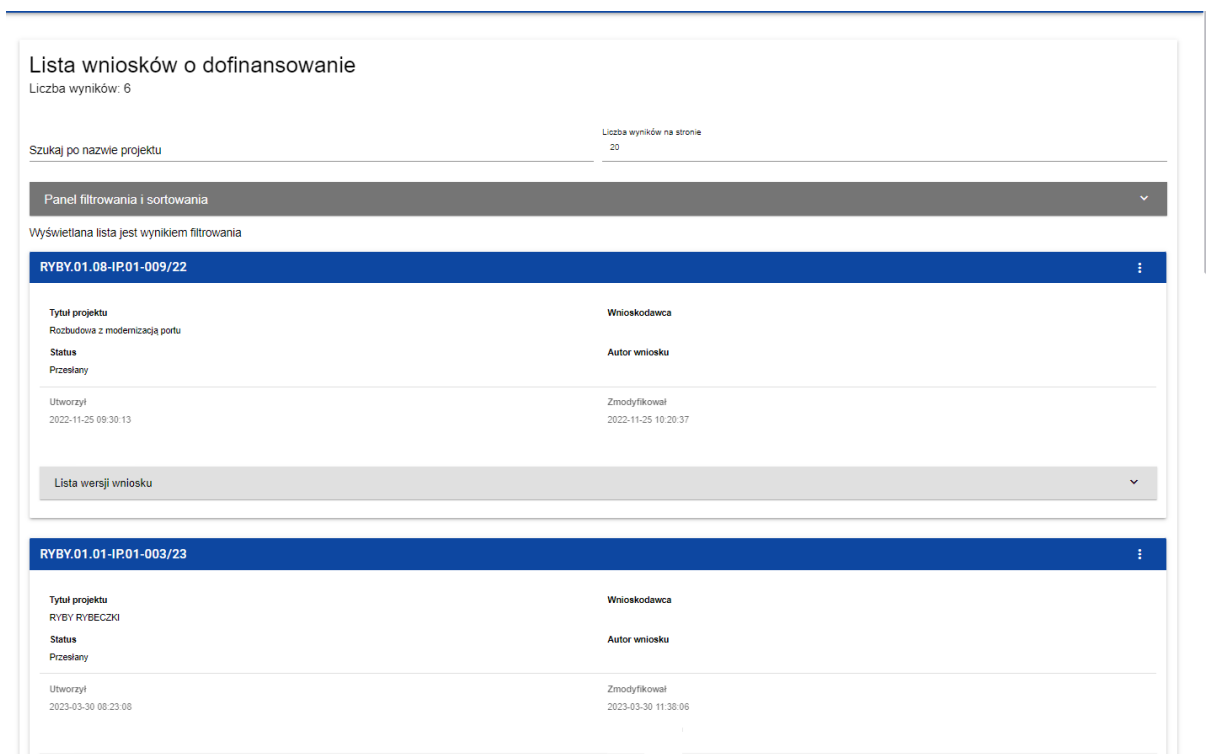 Lista wniosków o dofinansowanie
Liczba wyników: 6
Liczba wyników na stronie
Szukaj po nazwie projektu
20
Panel filtrowania i sortowania
Wyświetlana lista jest wynikiem filtrowania
RYBY.01.08-IP.01-009/22
Tytuł projektu
Wnioskodawca
Rozbudowa z modernizacją portu
Status
Autor wniosku
Przesłany
Utworzył
Zmodyfikował
2022-11-25 09:30:13
2022-11-25 10:20:37
Lista wersji wniosku
RYBY.01.01-IP.01-003/23
Tytuł projektu
Wnioskodawca
RYBY RYBECZKI
Status
Autor wniosku
Przesłany
Utworzył
Zmodyfikował
2023-03-30 08:23:08
2023-03-30 11:38:06